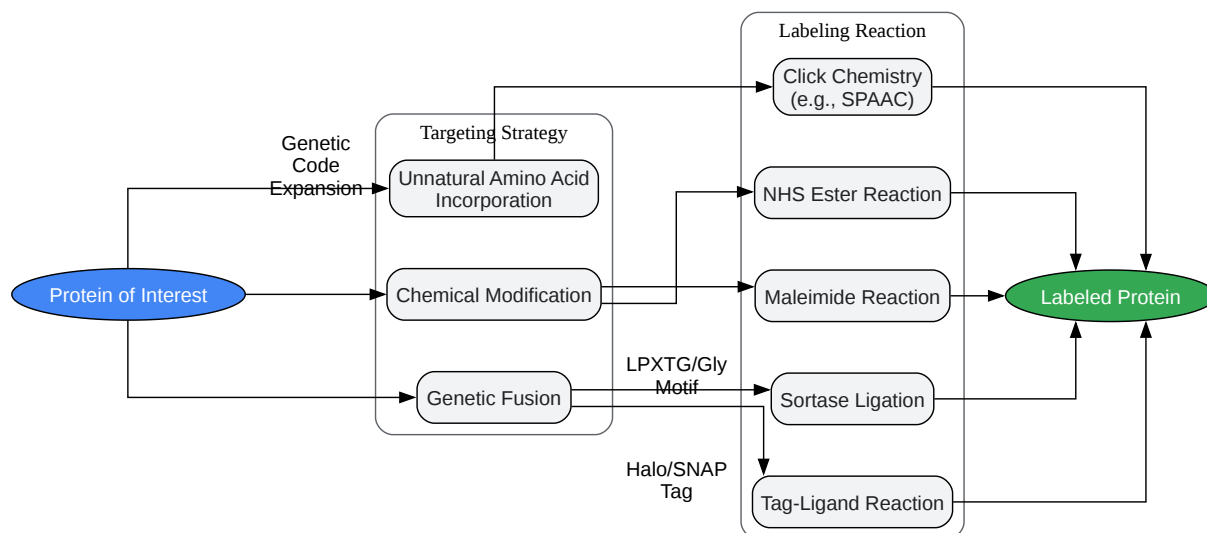 Labeling Reaction
Click Chemistry
(e.g., SPAAC)
Targeting Strategy
Genetic
Code
Expansion
Unnatural Amino Acid
Incorporation
NHS Ester Reaction
Protein of Interest
Chemical Modification
Maleimide Reaction
Labeled Protein
LPXTG/Gly
Motif
Genetic Fusion
Sortase Ligation
Halo/SNAP
Tag
Tag-Ligand Reaction